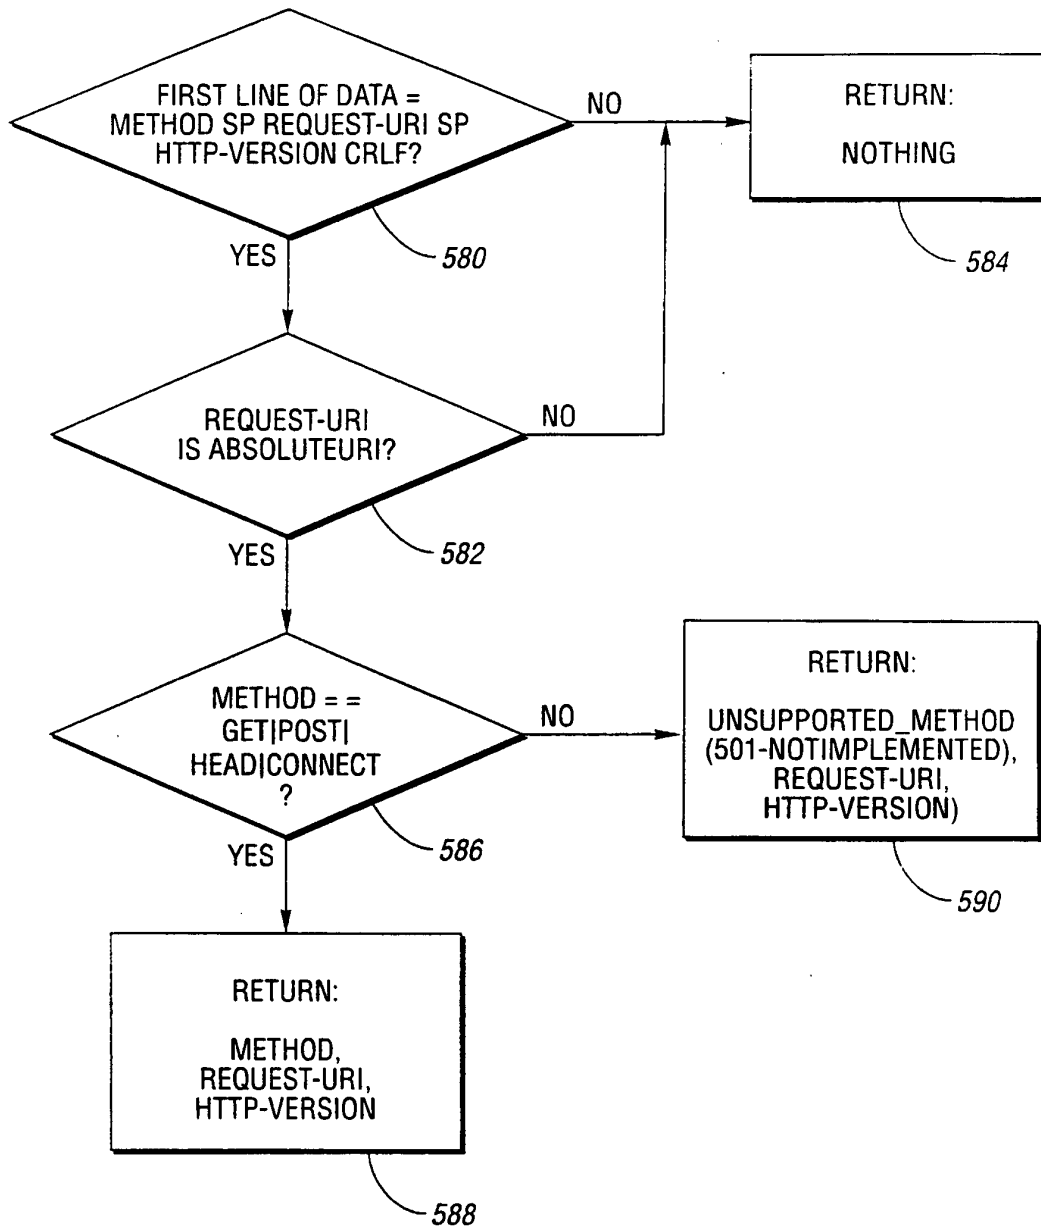 FIRST LINE OF DATA =
METHOD SP REQUEST-URI SP
HTTP-VERSION CRLF?
NO
RETURN:
NOTHING
YES
580
584
REQUEST-URI
IS ABSOLUTEURI?
NO
YES
582
METHOD = =
GET|POST|
HEAD|CONNECT
?
NO
RETURN:
UNSUPPORTED_METHOD
(501-NOTIMPLEMENTED),
REQUEST-URI,
HTTP-VERSION)
YES
586
590
RETURN:
METHOD,
REQUEST-URI,
HTTP-VERSION
588